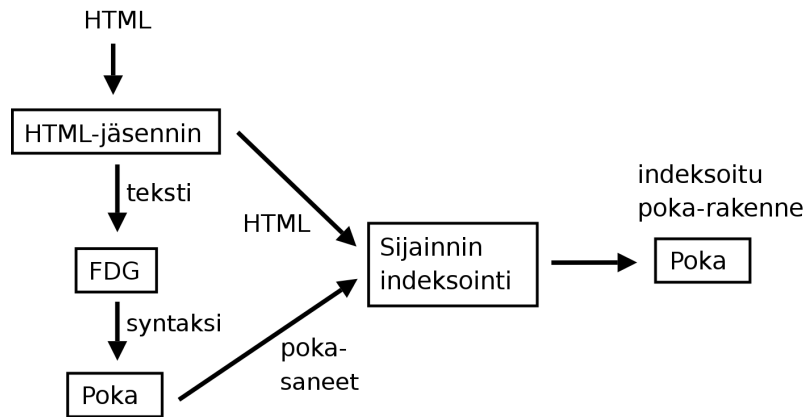 HTML
HTML-jäsennin
teksti
FDG
syntaksi
Poka
HTML
poka-
saneet
Sijainnin
indeksointi
indeksoitu
poka-rakenne
Poka